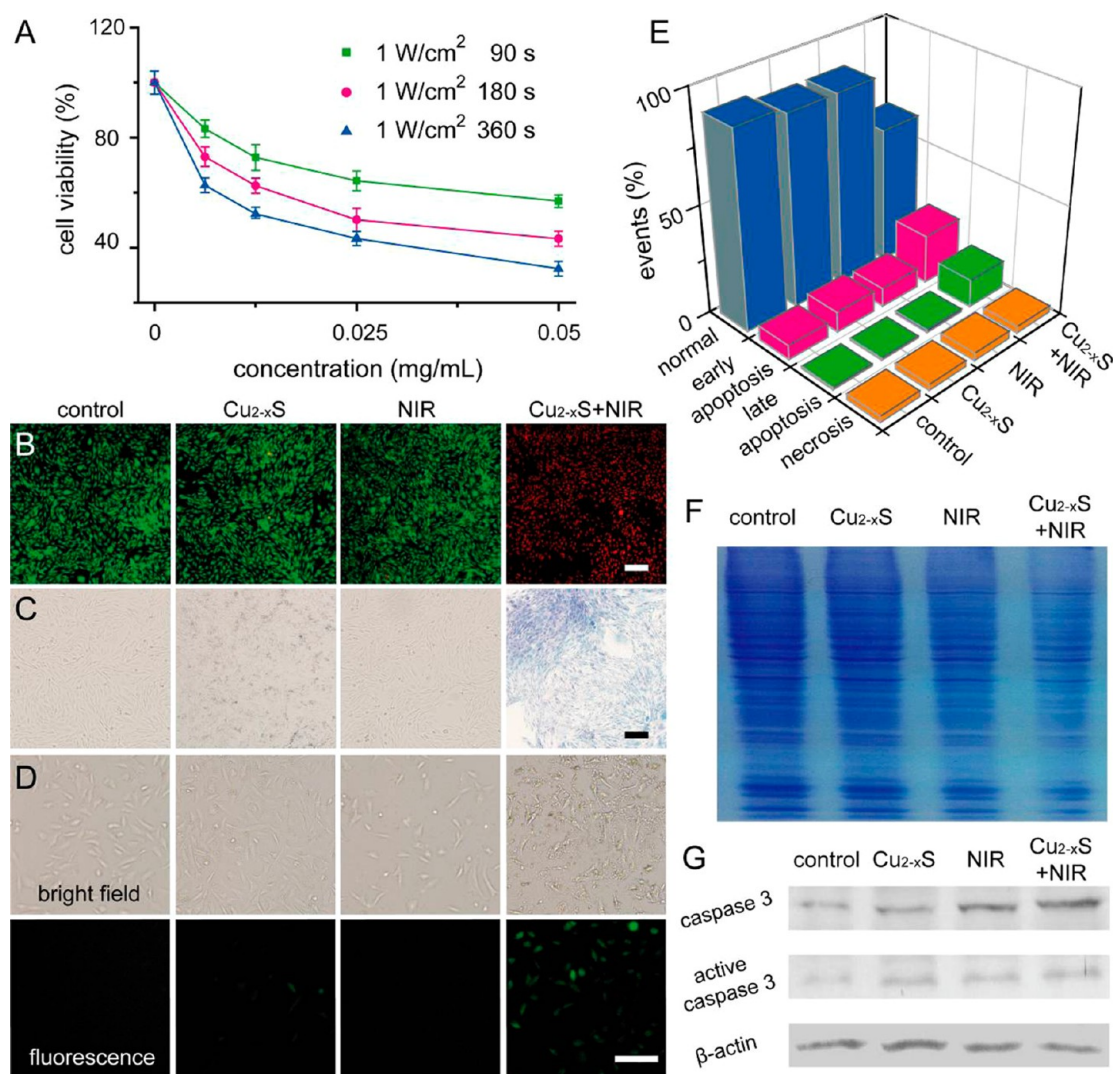 A
120
80
40
cell viability (%)
1 W/cm² 90 s
1 W/cm² 180 s
1 W/cm² 360 s
0
0.025
0.05
concentration (mg/mL)
E
100
50
0
events (%)
normal
early
apoptosis
late
apoptosis
necrosis
control
Cu₂₋ₓS
NIR
Cu₂₋ₓS
+NIR
control
Cu₂₋ₓS
NIR
Cu₂₋ₓS+NIR
B
C
D
bright field
fluorescence
F
control
Cu₂₋ₓS
NIR
Cu₂₋ₓS
+NIR
G
control
Cu₂₋ₓS
NIR
Cu₂₋ₓS
+NIR
caspase 3
active
caspase 3
β-actin